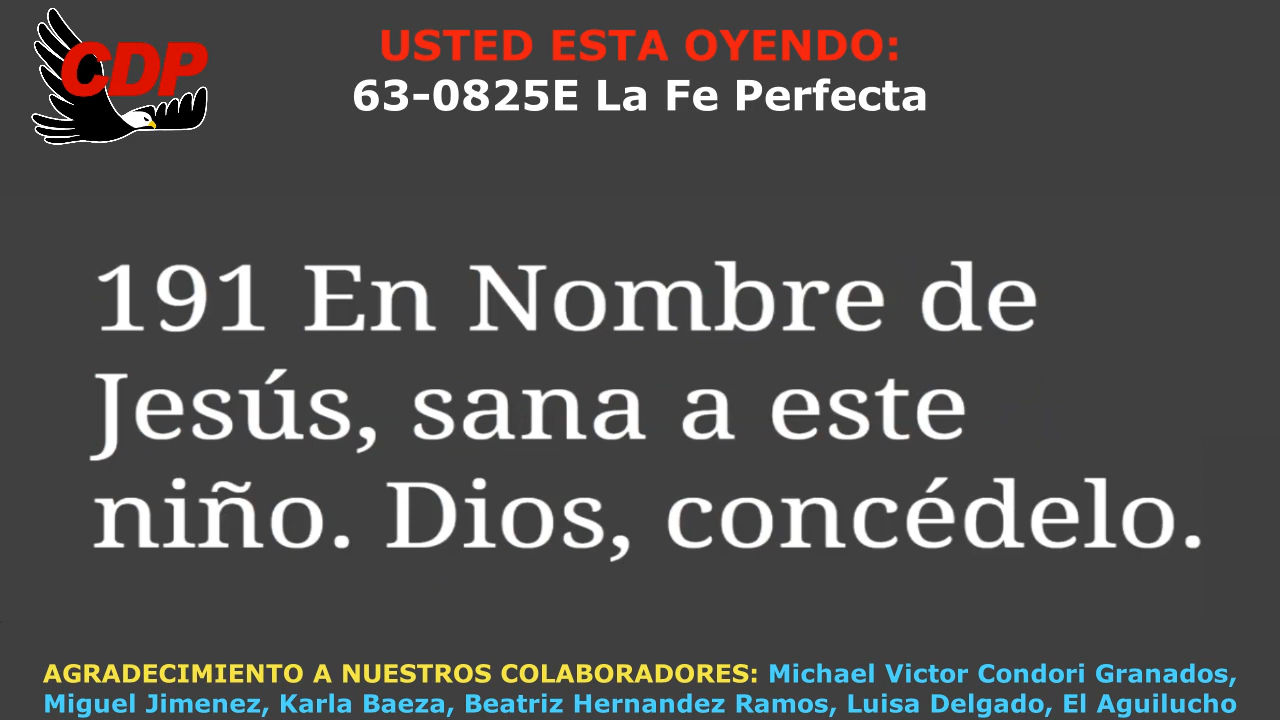 CDP
USTED ESTA OYENDO:
63-0825E La Fe Perfecta
191 En Nombre de
Jesús, sana a este
niño. Dios, concédelo.
AGRADECIMIENTO A NUESTROS COLABORADORES: Michael Victor Condori Granados,
Miguel Jimenez, Karla Baeza, Beatriz Hernandez Ramos, Luisa Delgado, El Aguilucho